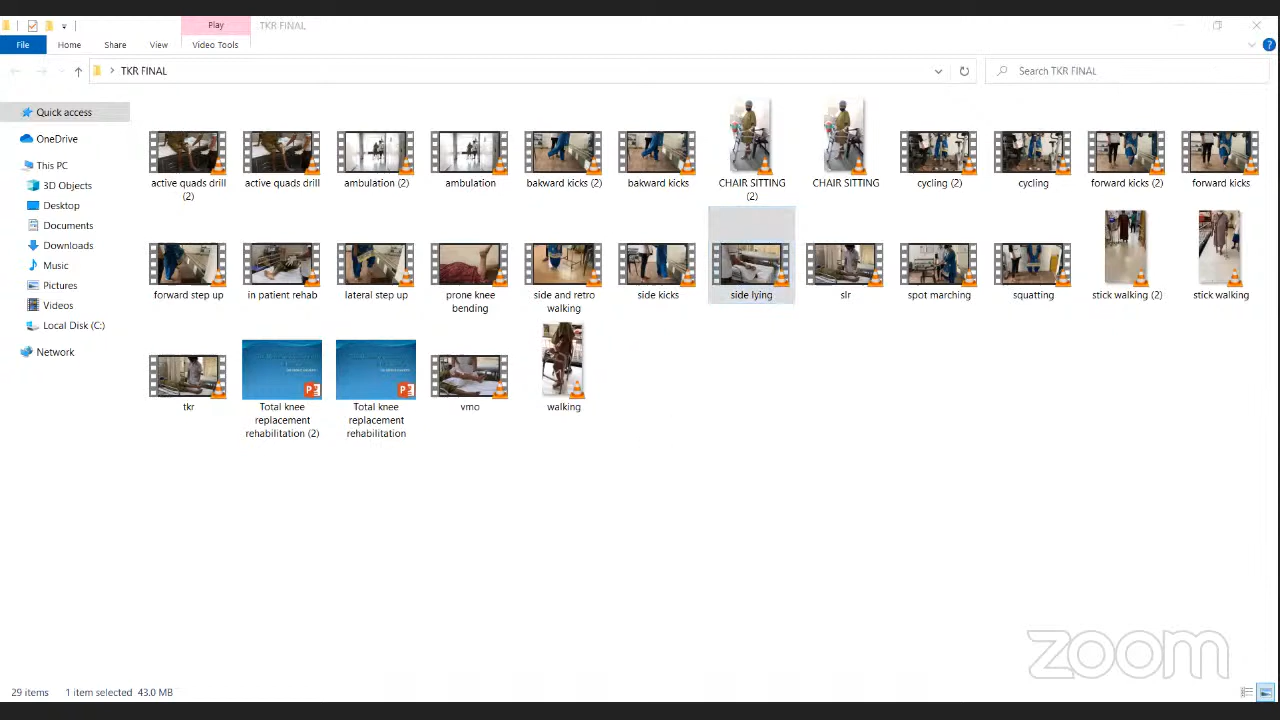 Play
TKR FINAL
File
Home
Share
View
Video Tools
TKR FINAL
Search TKR FINAL
Quick access
OneDrive
This PC
3D Objects
Desktop
Documents
Downloads
Music
Pictures
Videos
Local Disk (C:)
Network
active quads drill
(2)
active quads drill
ambulation (2)
ambulation
bakward kicks (2)
bakward kicks
CHAIR SITTING
(2)
CHAIR SITTING
cycling (2)
cycling
forward kicks (2)
forward kicks
forward step up
in patient rehab
lateral step up
prone knee
bending
side and retro
walking
side kicks
side lying
slr
spot marching
squatting
stick walking (2)
stick walking
tkr
Total knee
replacement
rehabilitation (2)
Total knee
replacement
rehabilitation
vmo
walking
zoom
29 items
1 item selected 43.0 MB